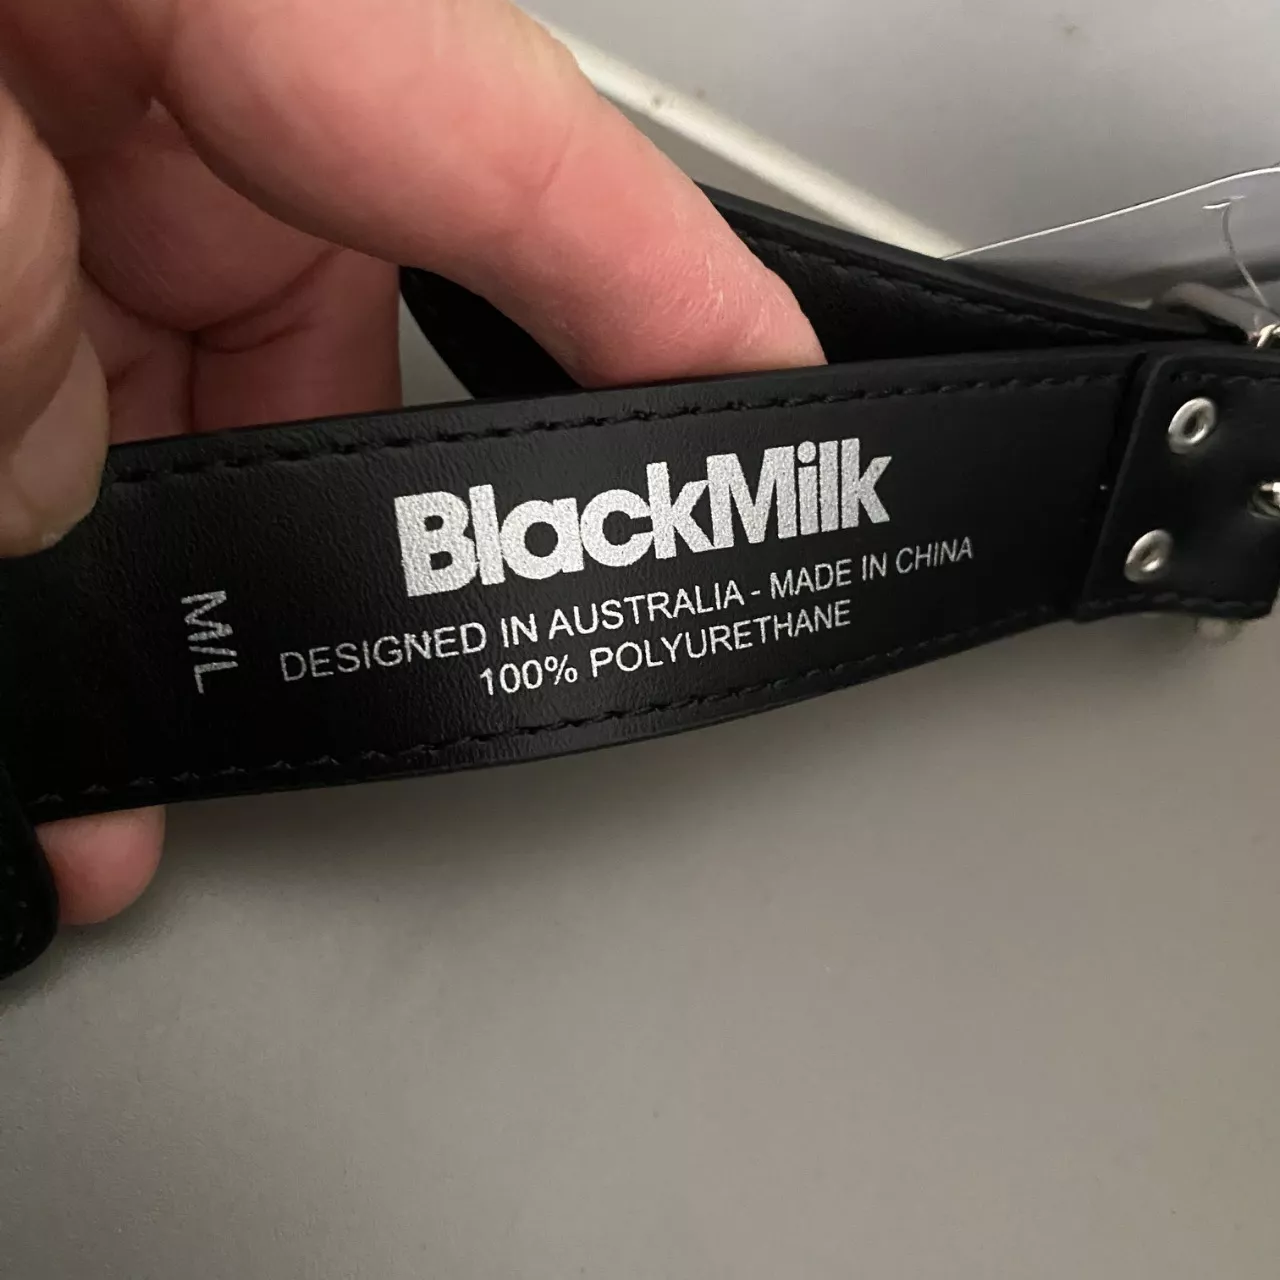 BlackMilk
DESIGNED IN AUSTRALIA - MADE IN CHINA
100% POLYURETHANE
M/L